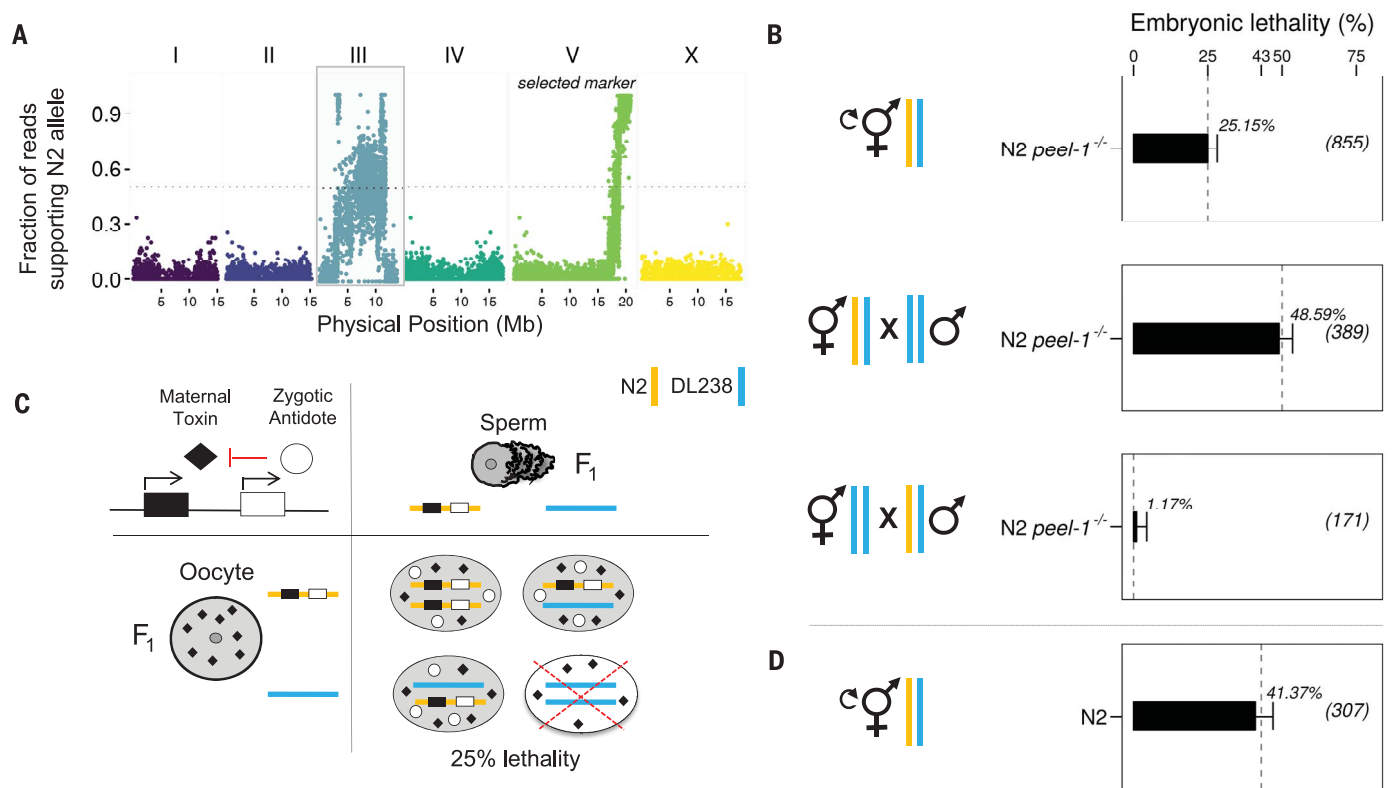 A
I II III IV V X
selected marker
Fraction of reads
supporting N2 allele
0.9
0.6
0.3
0.0
5 10 15 5 10 15 5 10 5 10 15 5 10 15 20 5 10 15
Physical Position (Mb)
B
Embryonic lethality (%)
0 25 43 50 75
N2 peel-1-/-
25.15%
(855)
X
N2 peel-1-/-
48.59%
(389)
X
N2 peel-1-/-
1.17%
(171)
N2 DL238
C
Maternal
Toxin
Zygotic
Antidote
Sperm
F1
Oocyte
F1
25% lethality
D
N2
41.37%
(307)